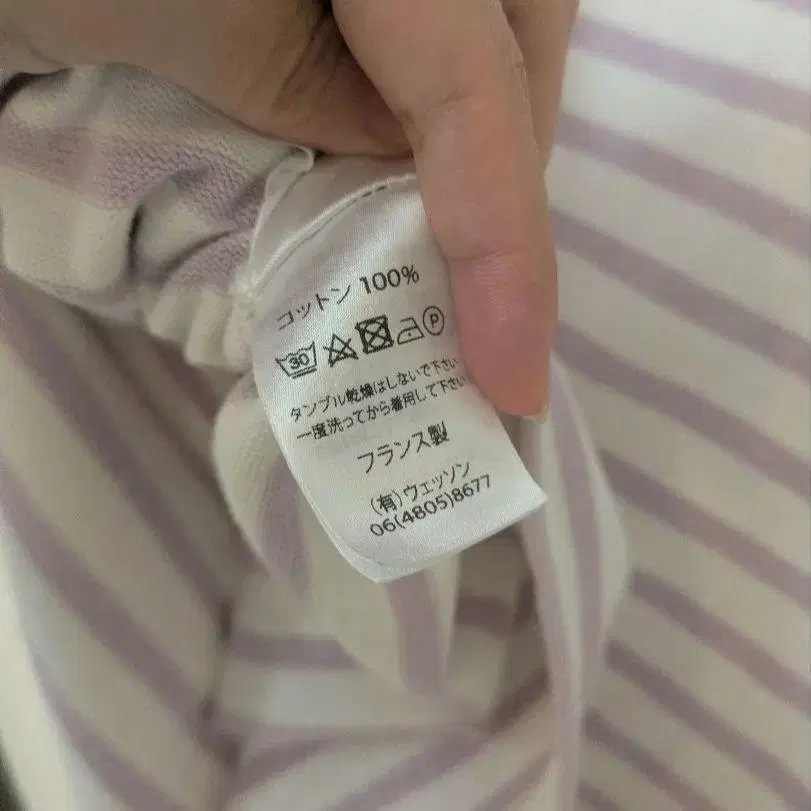 コットン 100%
30 P
タンブル乾燥はしないで下さい
一度洗ってから着用して下さい
フランス製
(有)ウェッソン
06(4805)8677